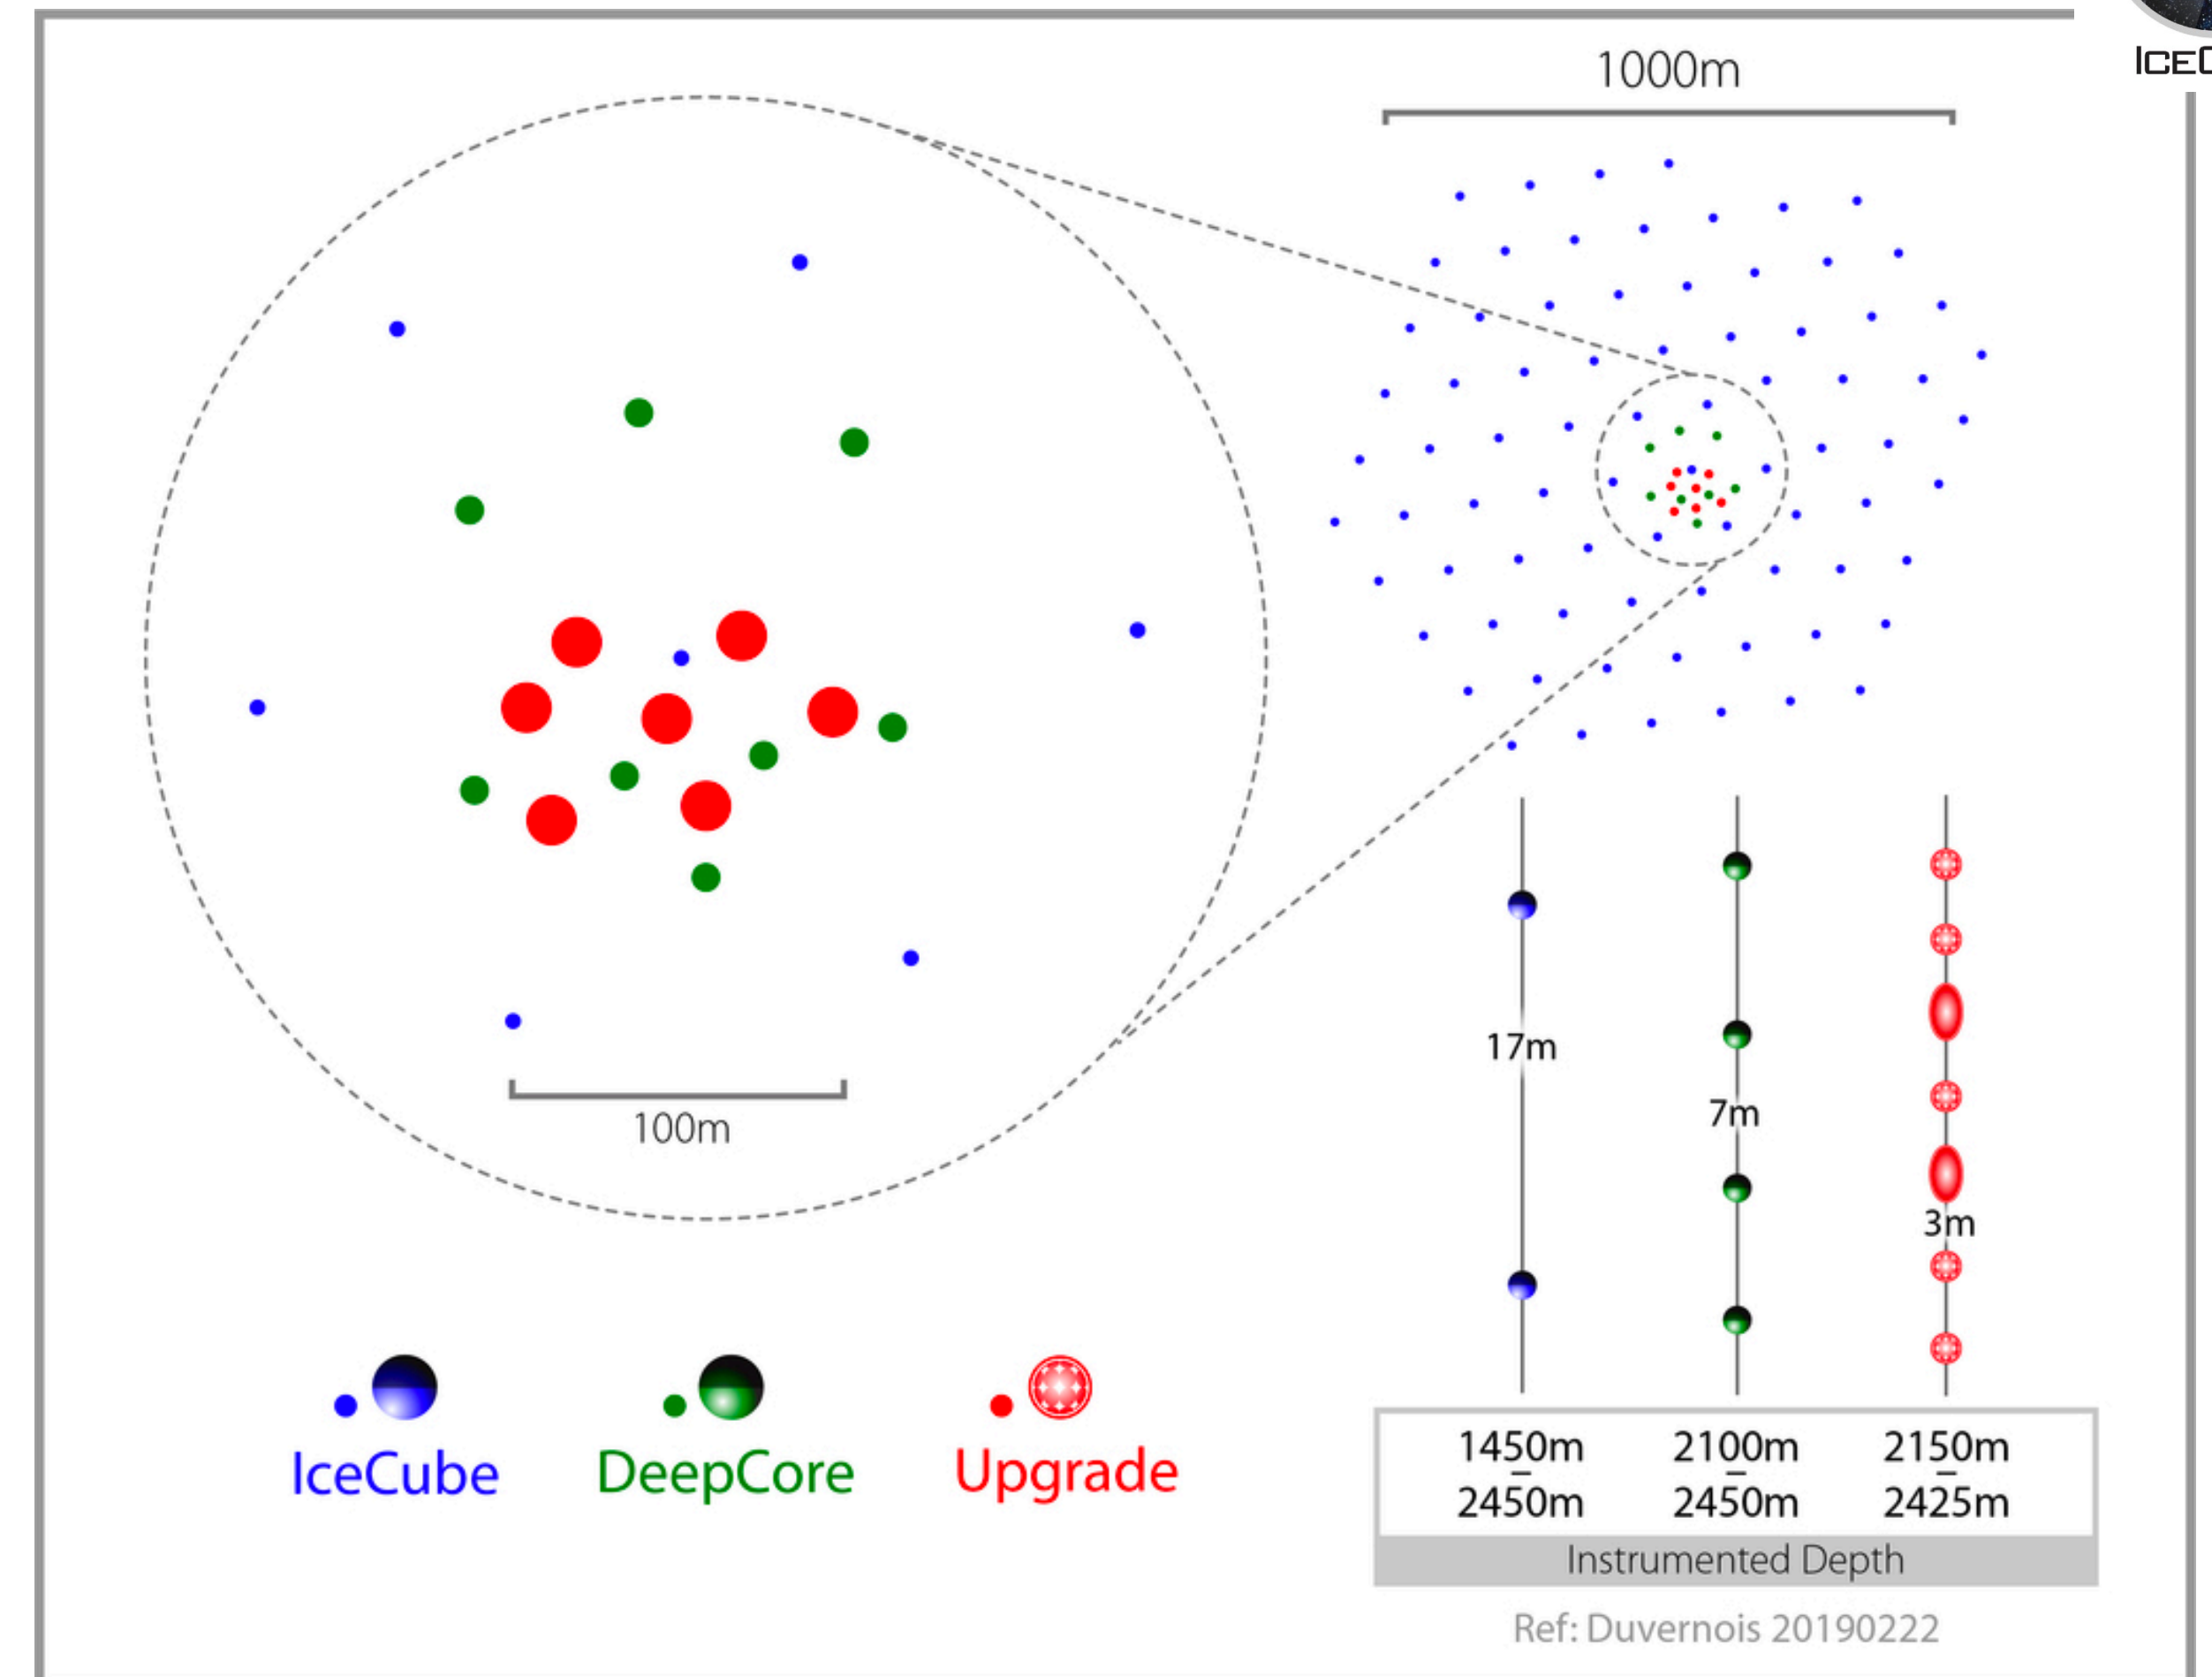 1000m
100m
17m
7m
3m
IceCube
DeepCore
Upgrade
1450m 2100m 2150m
– – –
2450m 2450m 2425m
Instrumented Depth
Ref: Duvernois 20190222